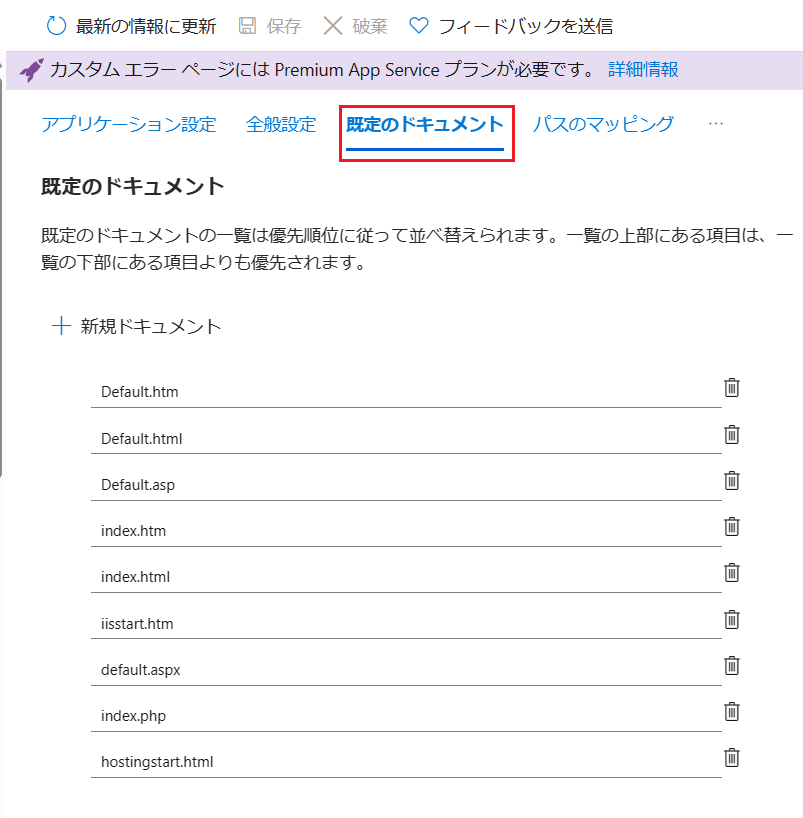 最新の情報に更新 保存 破棄 フィードバックを送信
カスタム エラー ページには Premium App Service プランが必要です。 詳細情報
アプリケーション設定 全般設定 既定のドキュメント パスのマッピング ...
既定のドキュメント
既定のドキュメントの一覧は優先順位に従って並べ替えられます。一覧の上部にある項目は、一
覧の下部にある項目よりも優先されます。
新規ドキュメント
Default.htm
Default.html
Default.asp
index.htm
index.html
iisstart.htm
default.aspx
index.php
hostingstart.html